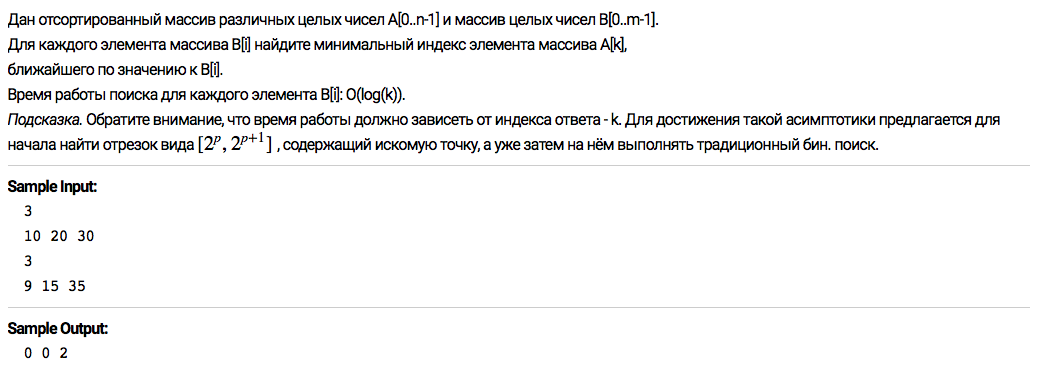 Дан отсортированный массив различных целых чисел A[0..n-1] и массив целых чисел B[0..m-1].
Для каждого элемента массива B[i] найдите минимальный индекс элемента массива A[k],
ближайшего по значению к B[i].
Время работы поиска для каждого элемента B[i]: O(log(k)).
Подсказка. Обратите внимание, что время работы должно зависеть от индекса ответа - k. Для достижения такой асимптотики предлагается для
начала найти отрезок вида [2^p, 2^{p+1}] , содержащий искомую точку, а уже затем на нём выполнять традиционный бин. поиск.
Sample Input:
3
10 20 30
3
9 15 35
Sample Output:
0 0 2